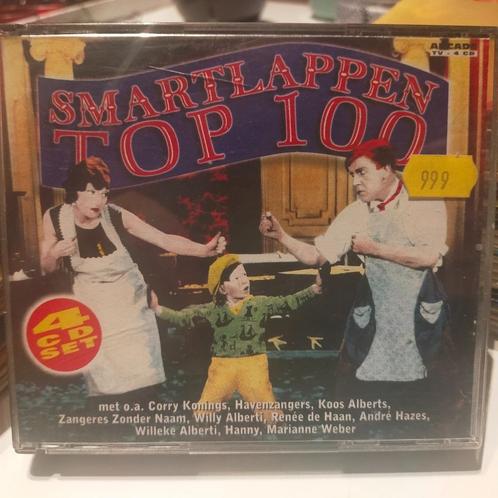 ARCADE
TV - 4 CD
SMARTLAPPEN
TOP 100
999
4
CD
SET
met o.a. Corry Konings, Havenzangers, Koos Alberts,
Zangeres Zonder Naam, Willy Alberti, Renée de Haan, André Hazes,
Willeke Alberti, Hanny, Marianne Weber